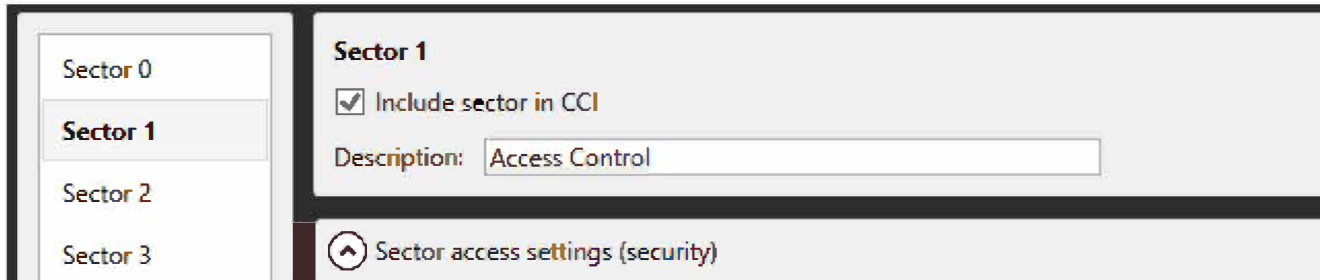 Sector 0
Sector 1
Sector 2
Sector 3
Sector 1
Include sector in CCI
Description: Access Control
Sector access settings (security)